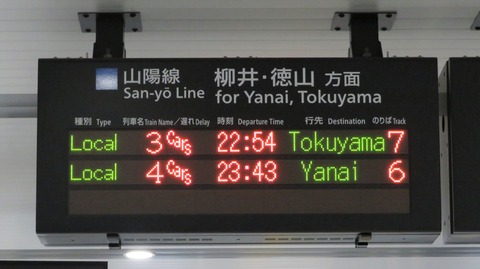 山陽線 柳井・徳山 方面
San-yō Line for Yanai, Tokuyama
種別 Type 列車名 Train Name／遅れ Delay 時刻 Departure Time 行先 Destination のりば Track
Local 3 Cars 22:54 Tokuyama 7
Local 4 Cars 23:43 Yanai 6